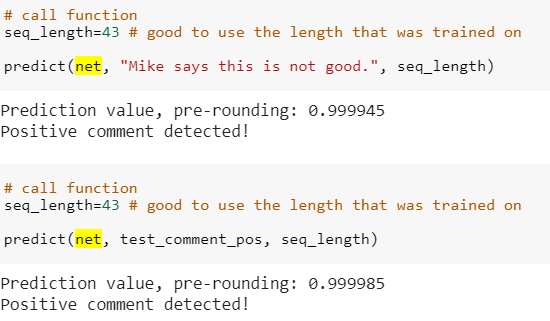 # call function
seq_length=43 # good to use the length that was trained on
predict(net, "Mike says this is not good.", seq_length)
Prediction value, pre-rounding: 0.999945
Positive comment detected!
# call function
seq_length=43 # good to use the length that was trained on
predict(net, test_comment_pos, seq_length)
Prediction value, pre-rounding: 0.999985
Positive comment detected!